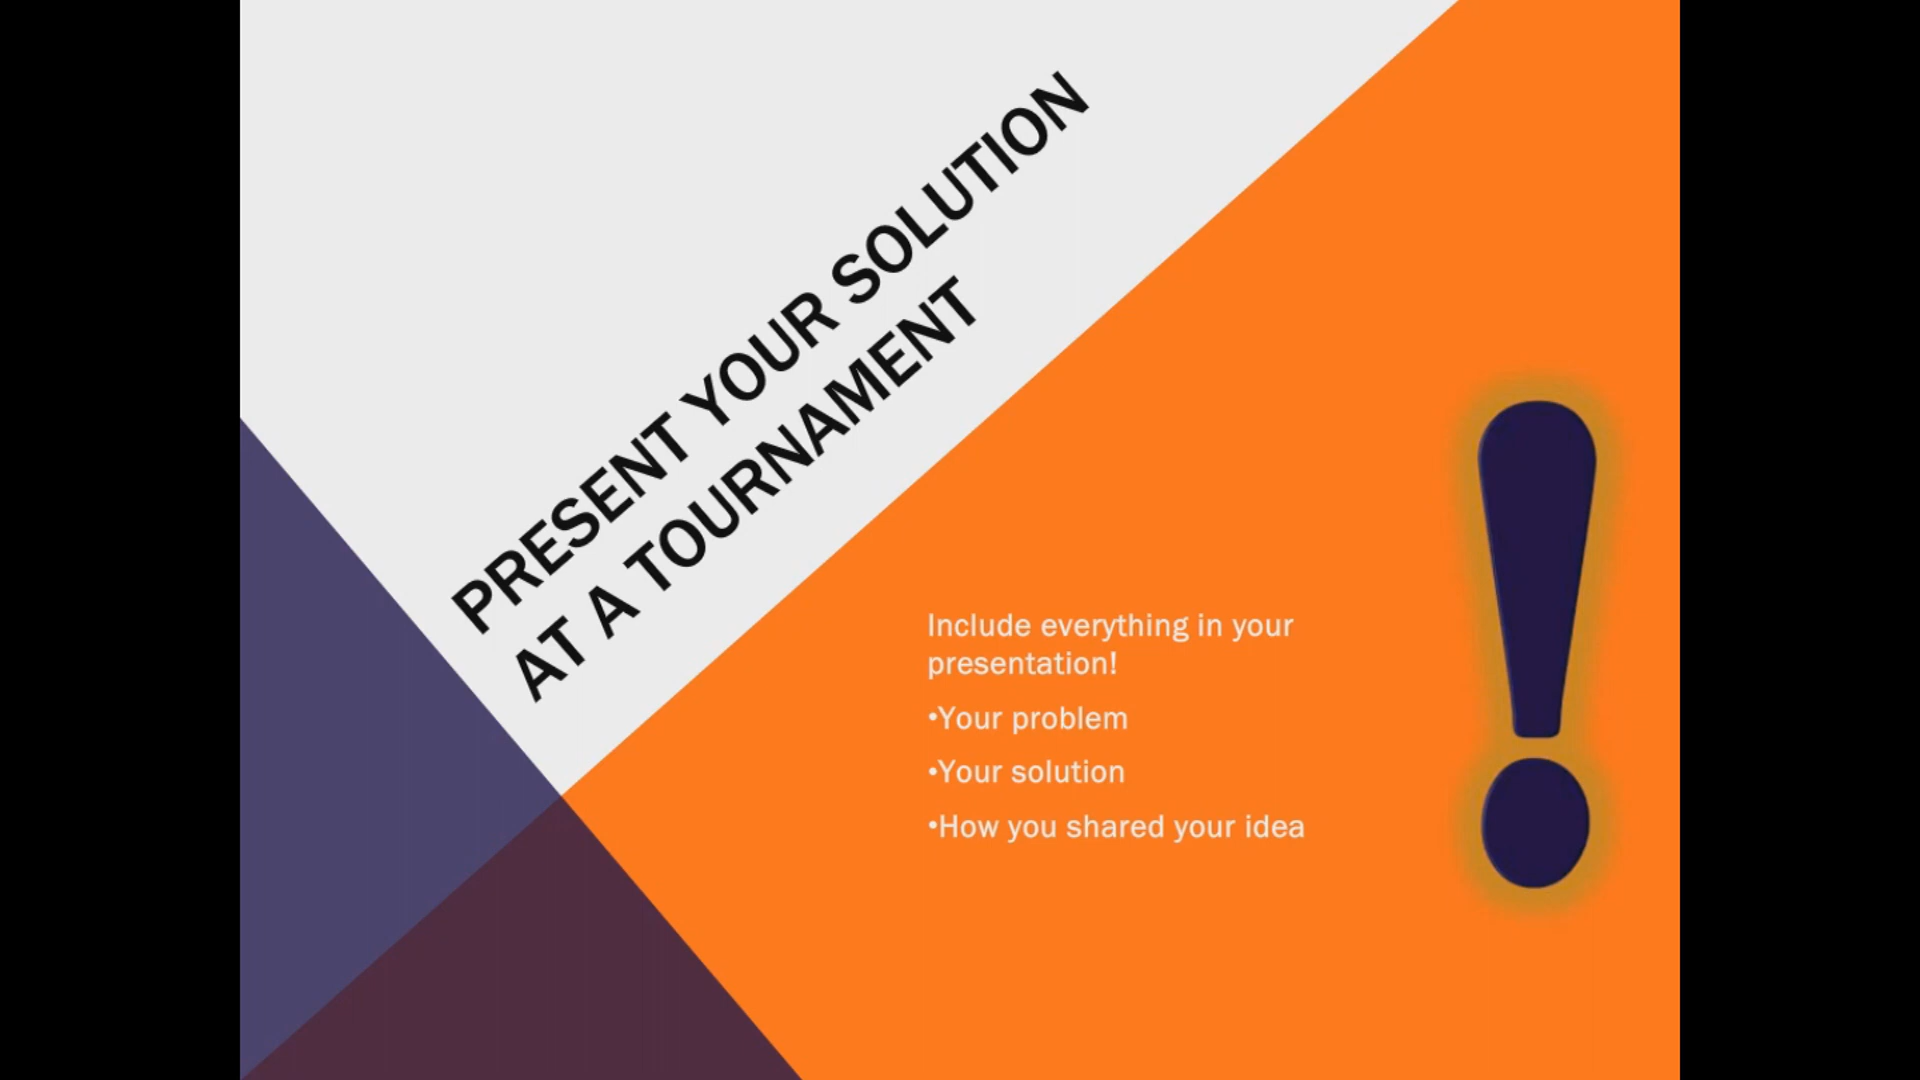 PRESENT YOUR SOLUTION
AT A TOURNAMENT
Include everything in your
presentation!
•Your problem
•Your solution
•How you shared your idea
!